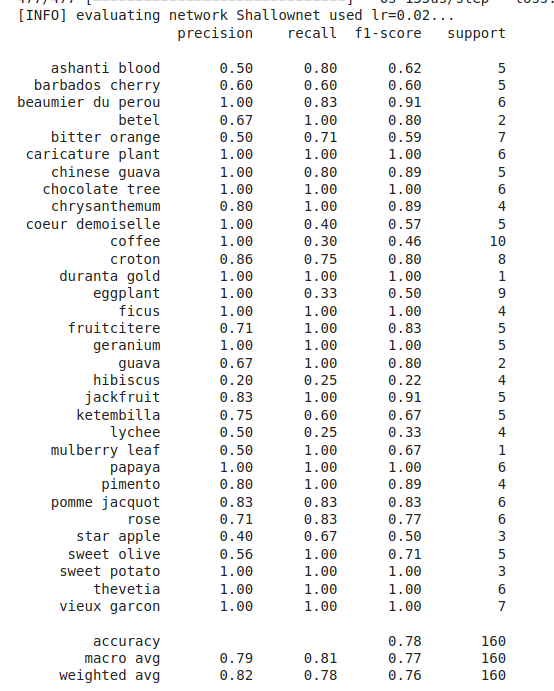 [INFO] evaluating network Shallownet used lr=0.02...
precision recall f1-score support
ashanti blood 0.50 0.80 0.62 5
barbados cherry 0.60 0.60 0.60 5
beaumier du perou 1.00 0.83 0.91 6
betel 0.67 1.00 0.80 2
bitter orange 0.50 0.71 0.59 7
caricature plant 1.00 1.00 1.00 6
chinese guava 1.00 0.80 0.89 5
chocolate tree 1.00 1.00 1.00 6
chrysanthemum 0.80 1.00 0.89 4
coeur demoiselle 1.00 0.40 0.57 5
coffee 1.00 0.30 0.46 10
croton 0.86 0.75 0.80 8
duranta gold 1.00 1.00 1.00 1
eggplant 1.00 0.33 0.50 9
ficus 1.00 1.00 1.00 4
fruitcitere 0.71 1.00 0.83 5
geranium 1.00 1.00 1.00 5
guava 0.67 1.00 0.80 2
hibiscus 0.20 0.25 0.22 4
jackfruit 0.83 1.00 0.91 5
ketembilla 0.75 0.60 0.67 5
lychee 0.50 0.25 0.33 4
mulberry leaf 0.50 1.00 0.67 1
papaya 1.00 1.00 1.00 6
pimento 0.80 1.00 0.89 4
pomme jacquot 0.83 0.83 0.83 6
rose 0.71 0.83 0.77 6
star apple 0.40 0.67 0.50 3
sweet olive 0.56 1.00 0.71 5
sweet potato 1.00 1.00 1.00 3
thevetia 1.00 1.00 1.00 6
vieux garcon 1.00 1.00 1.00 7
accuracy 0.78 160
macro avg 0.79 0.81 0.77 160
weighted avg 0.82 0.78 0.76 160